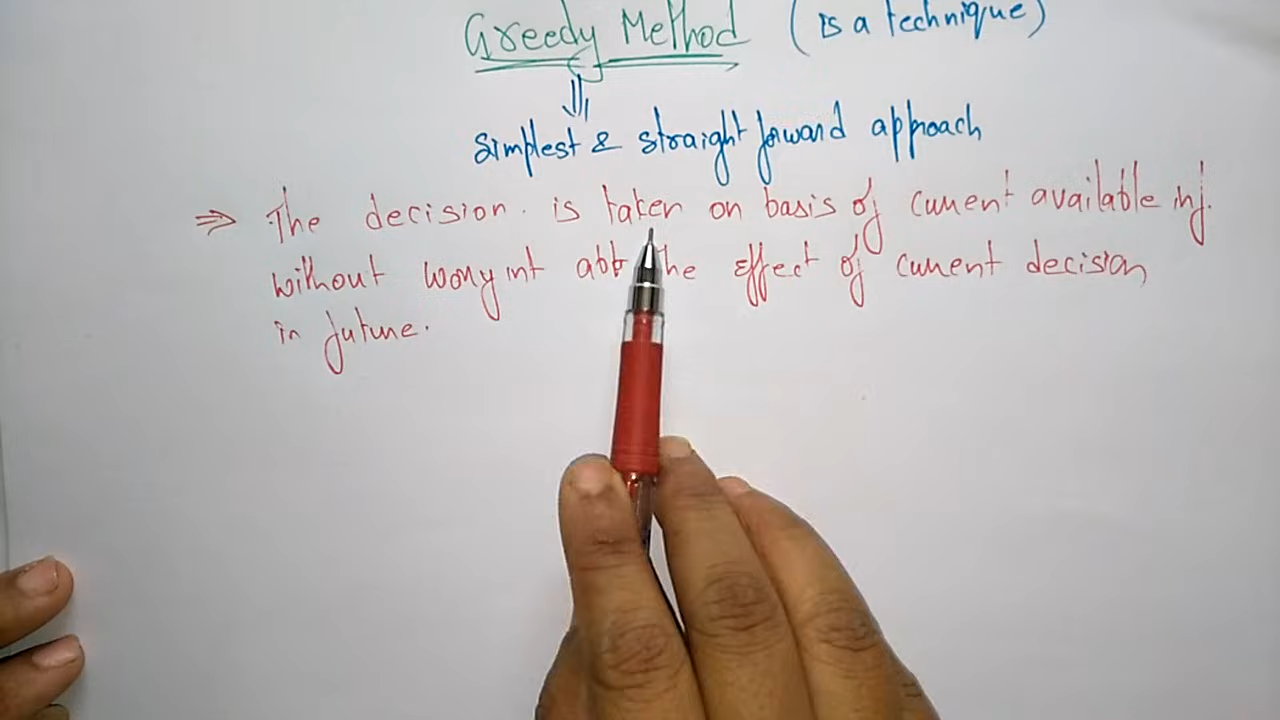 Greedy Method (is a technique)
simplest & straight forward approach
⇒ The decision is taken on basis of current available inf.
without worryint abt the effect of current decision
in future.